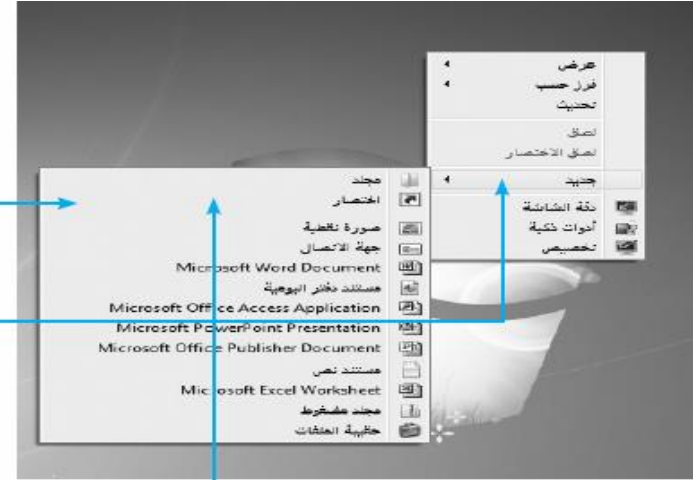 عرض
فرز حسب
تحديث
لصق
لصق الاختصار
جديد
دقة الشاشة
أدوات ذكية
تخصيص
مجلد
اختصار
صورة نقطية
جهة الاتصال
Microsoft Word Document
مستند دفتر اليومية
Microsoft Office Access Application
Microsoft PowerPoint Presentation
Microsoft Office Publisher Document
مستند نص
Microsoft Excel Worksheet
مجلد مضغوط
حقيبة الملفات